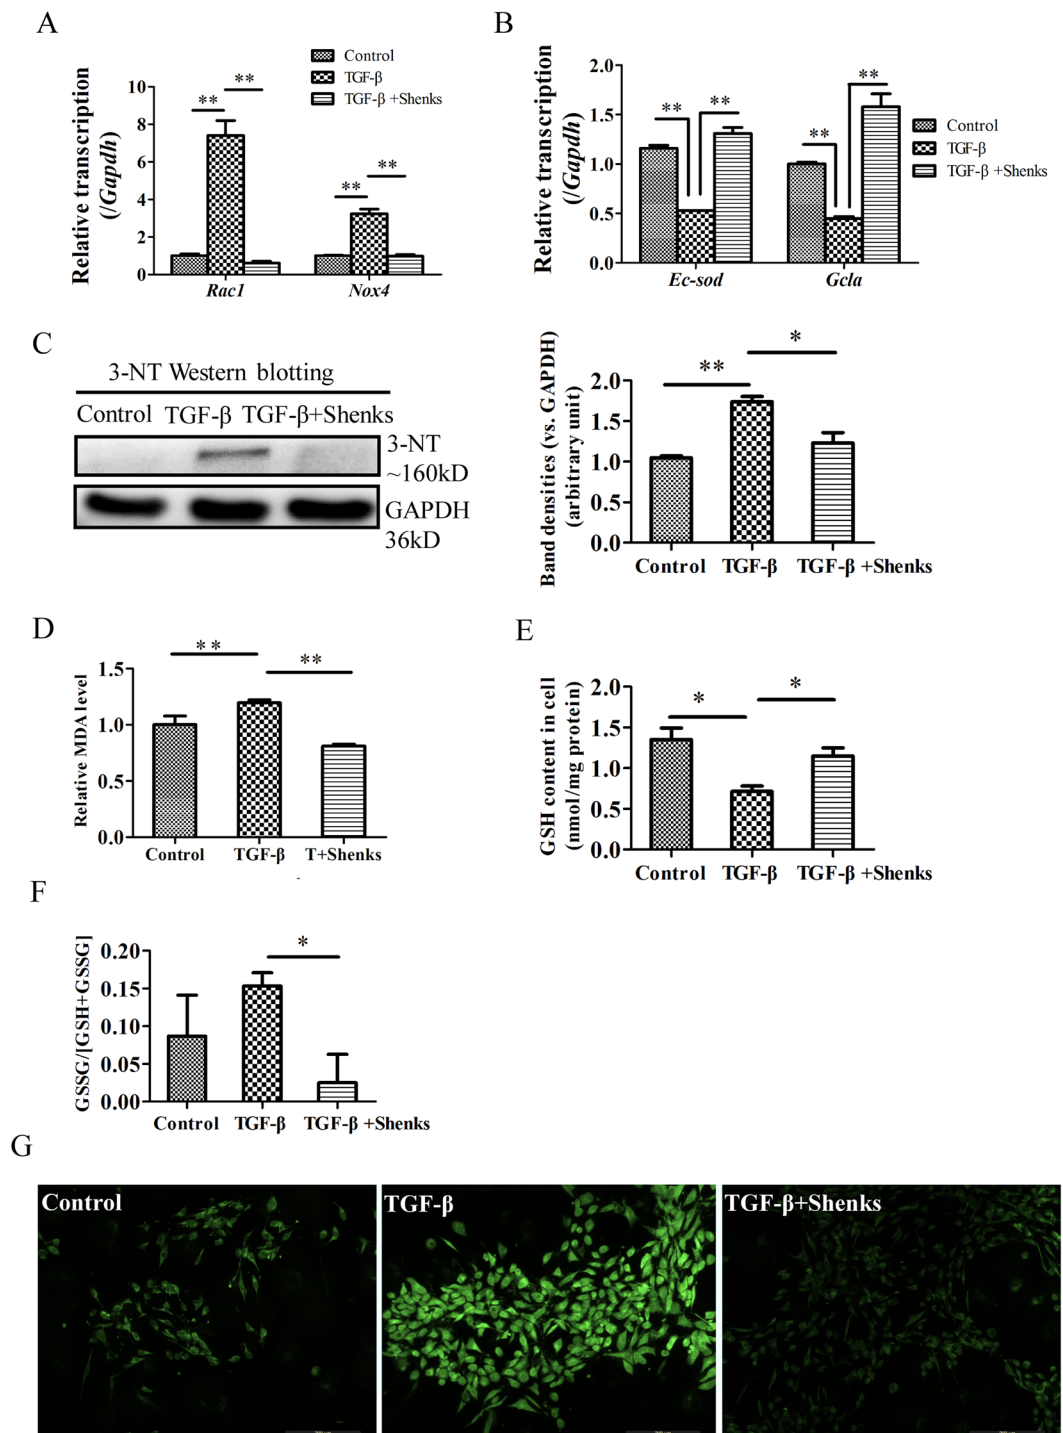 A
Relative transcription
(/Gapdh)
10
8
6
4
2
0
**
**
**
**
Control
TGF-β
TGF-β +Shenks
Rac1
Nox4
B
Relative transcription
(/Gapdh)
2.0
1.5
1.0
0.5
0.0
**
**
**
**
Control
TGF-β
TGF-β +Shenks
Ec-sod
Gcla
C
3-NT Western blotting
Control TGF-β TGF-β+Shenks
3-NT
~160kD
GAPDH
36kD
Band densities (vs. GAPDH)
(arbitrary unit)
2.0
1.5
1.0
0.5
0.0
**
*
Control TGF-β TGF-β +Shenks
D
Relative MDA level
1.5
1.0
0.5
0.0
**
**
Control TGF-β T+Shenks
E
GSH content in cell
(nmol/mg protein)
2.0
1.5
1.0
0.5
0.0
*
*
Control TGF-β TGF-β +Shenks
F
GSSG/[GSH+GSSG]
0.20
0.15
0.10
0.05
0.00
*
Control TGF-β TGF-β +Shenks
G
Control
TGF-β
TGF-β+Shenks